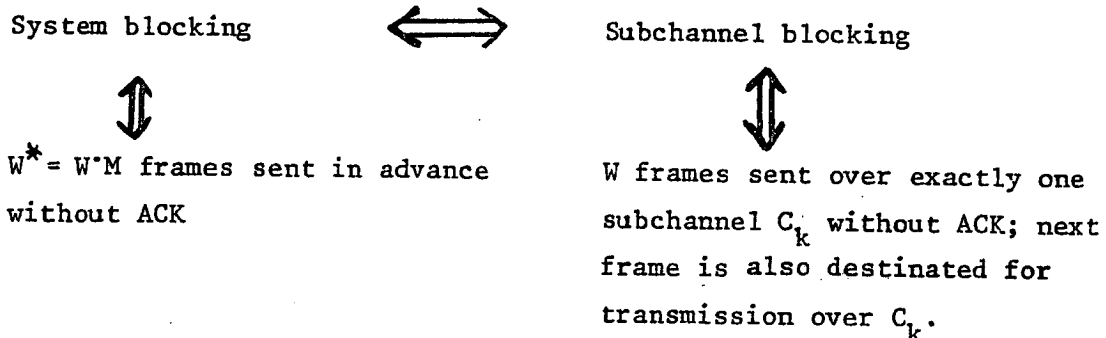 System blocking ⟺ Subchannel blocking
⇕ ⇕
W* = W·M frames sent in advance
without ACK
W frames sent over exactly one
subchannel C_k without ACK; next
frame is also destinated for
transmission over C_k.